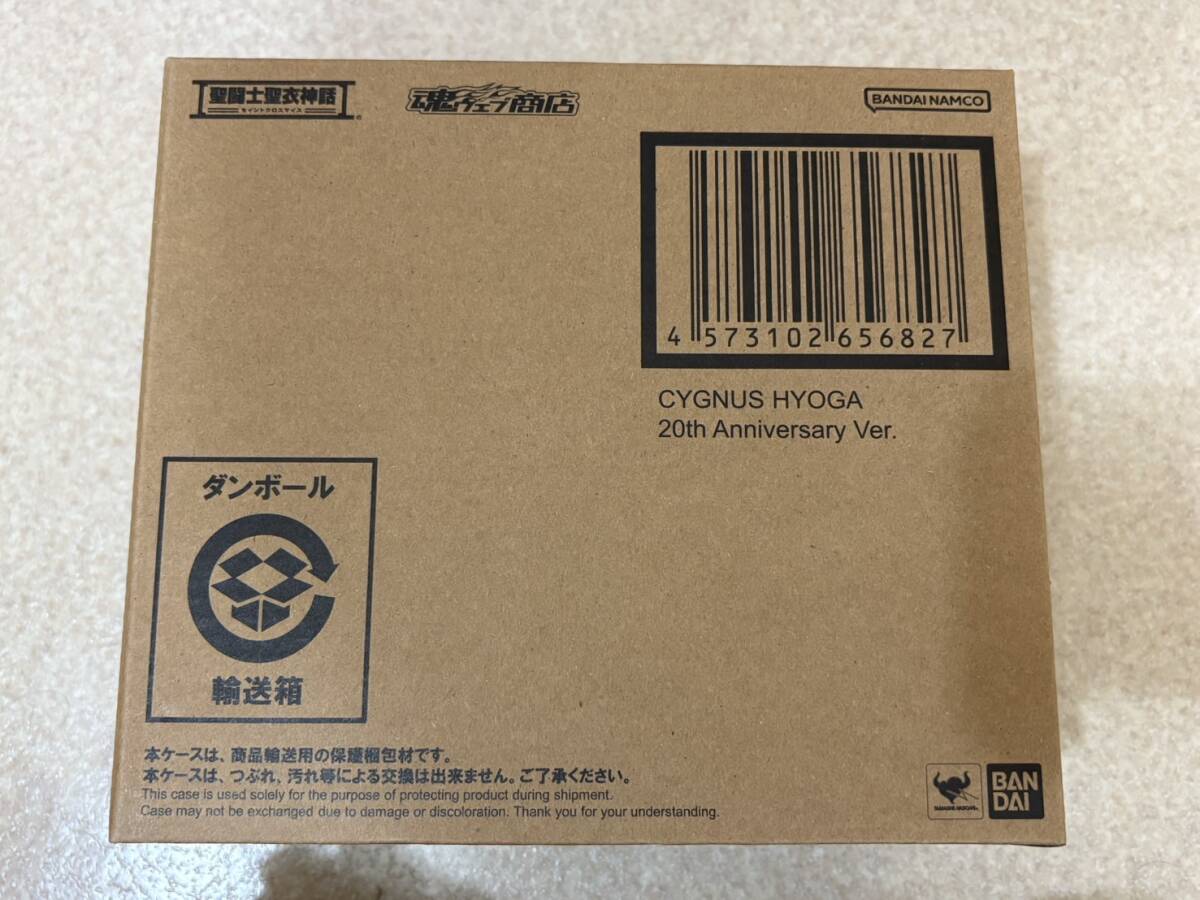 聖闘士聖衣神話
セイントクロスマイス
魂ウェブ商店
BANDAI NAMCO
4 573102 656827
CYGNUS HYOGA
20th Anniversary Ver.
ダンボール
輸送箱
本ケースは、商品輸送用の保護梱包材です。
本ケースは、つぶれ、汚れ等による交換は出来ません。ご了承ください。
This case is used solely for the purpose of protecting product during shipment.
Case may not be exchanged due to damage or discoloration. Thank you for your understanding.
TAMASHII NATIONS
BAN
DAI